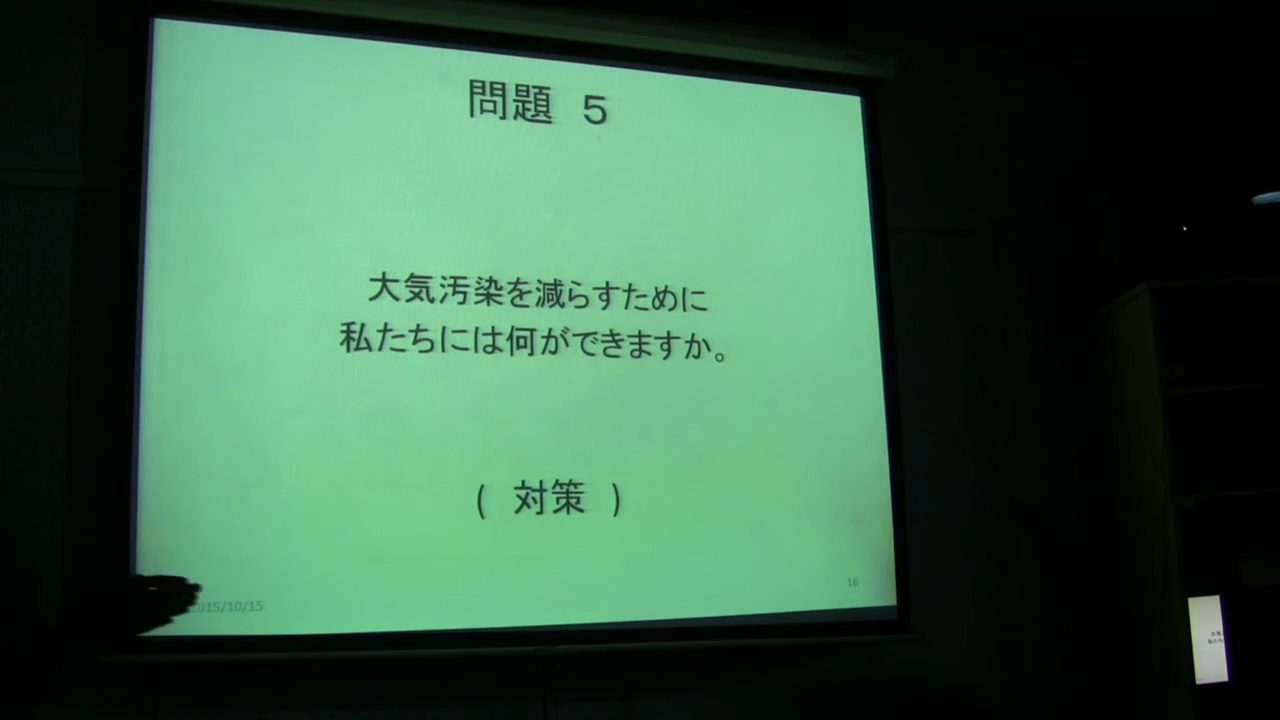 問題 5
大気汚染を減らすために
私たちには何ができますか。
( 対策 )
2015/10/15
16